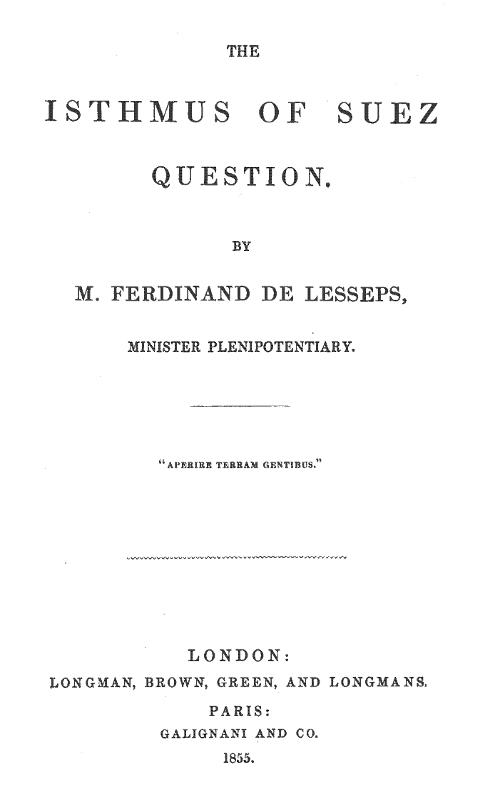 THE
ISTHMUS OF SUEZ
QUESTION.
BY
M. FERDINAND DE LESSEPS,
MINISTER PLENIPOTENTIARY.
"APERIRE TERRAM GENTIBUS."
LONDON:
LONGMAN, BROWN, GREEN, AND LONGMANS.
PARIS:
GALIGNANI AND CO.
1855.